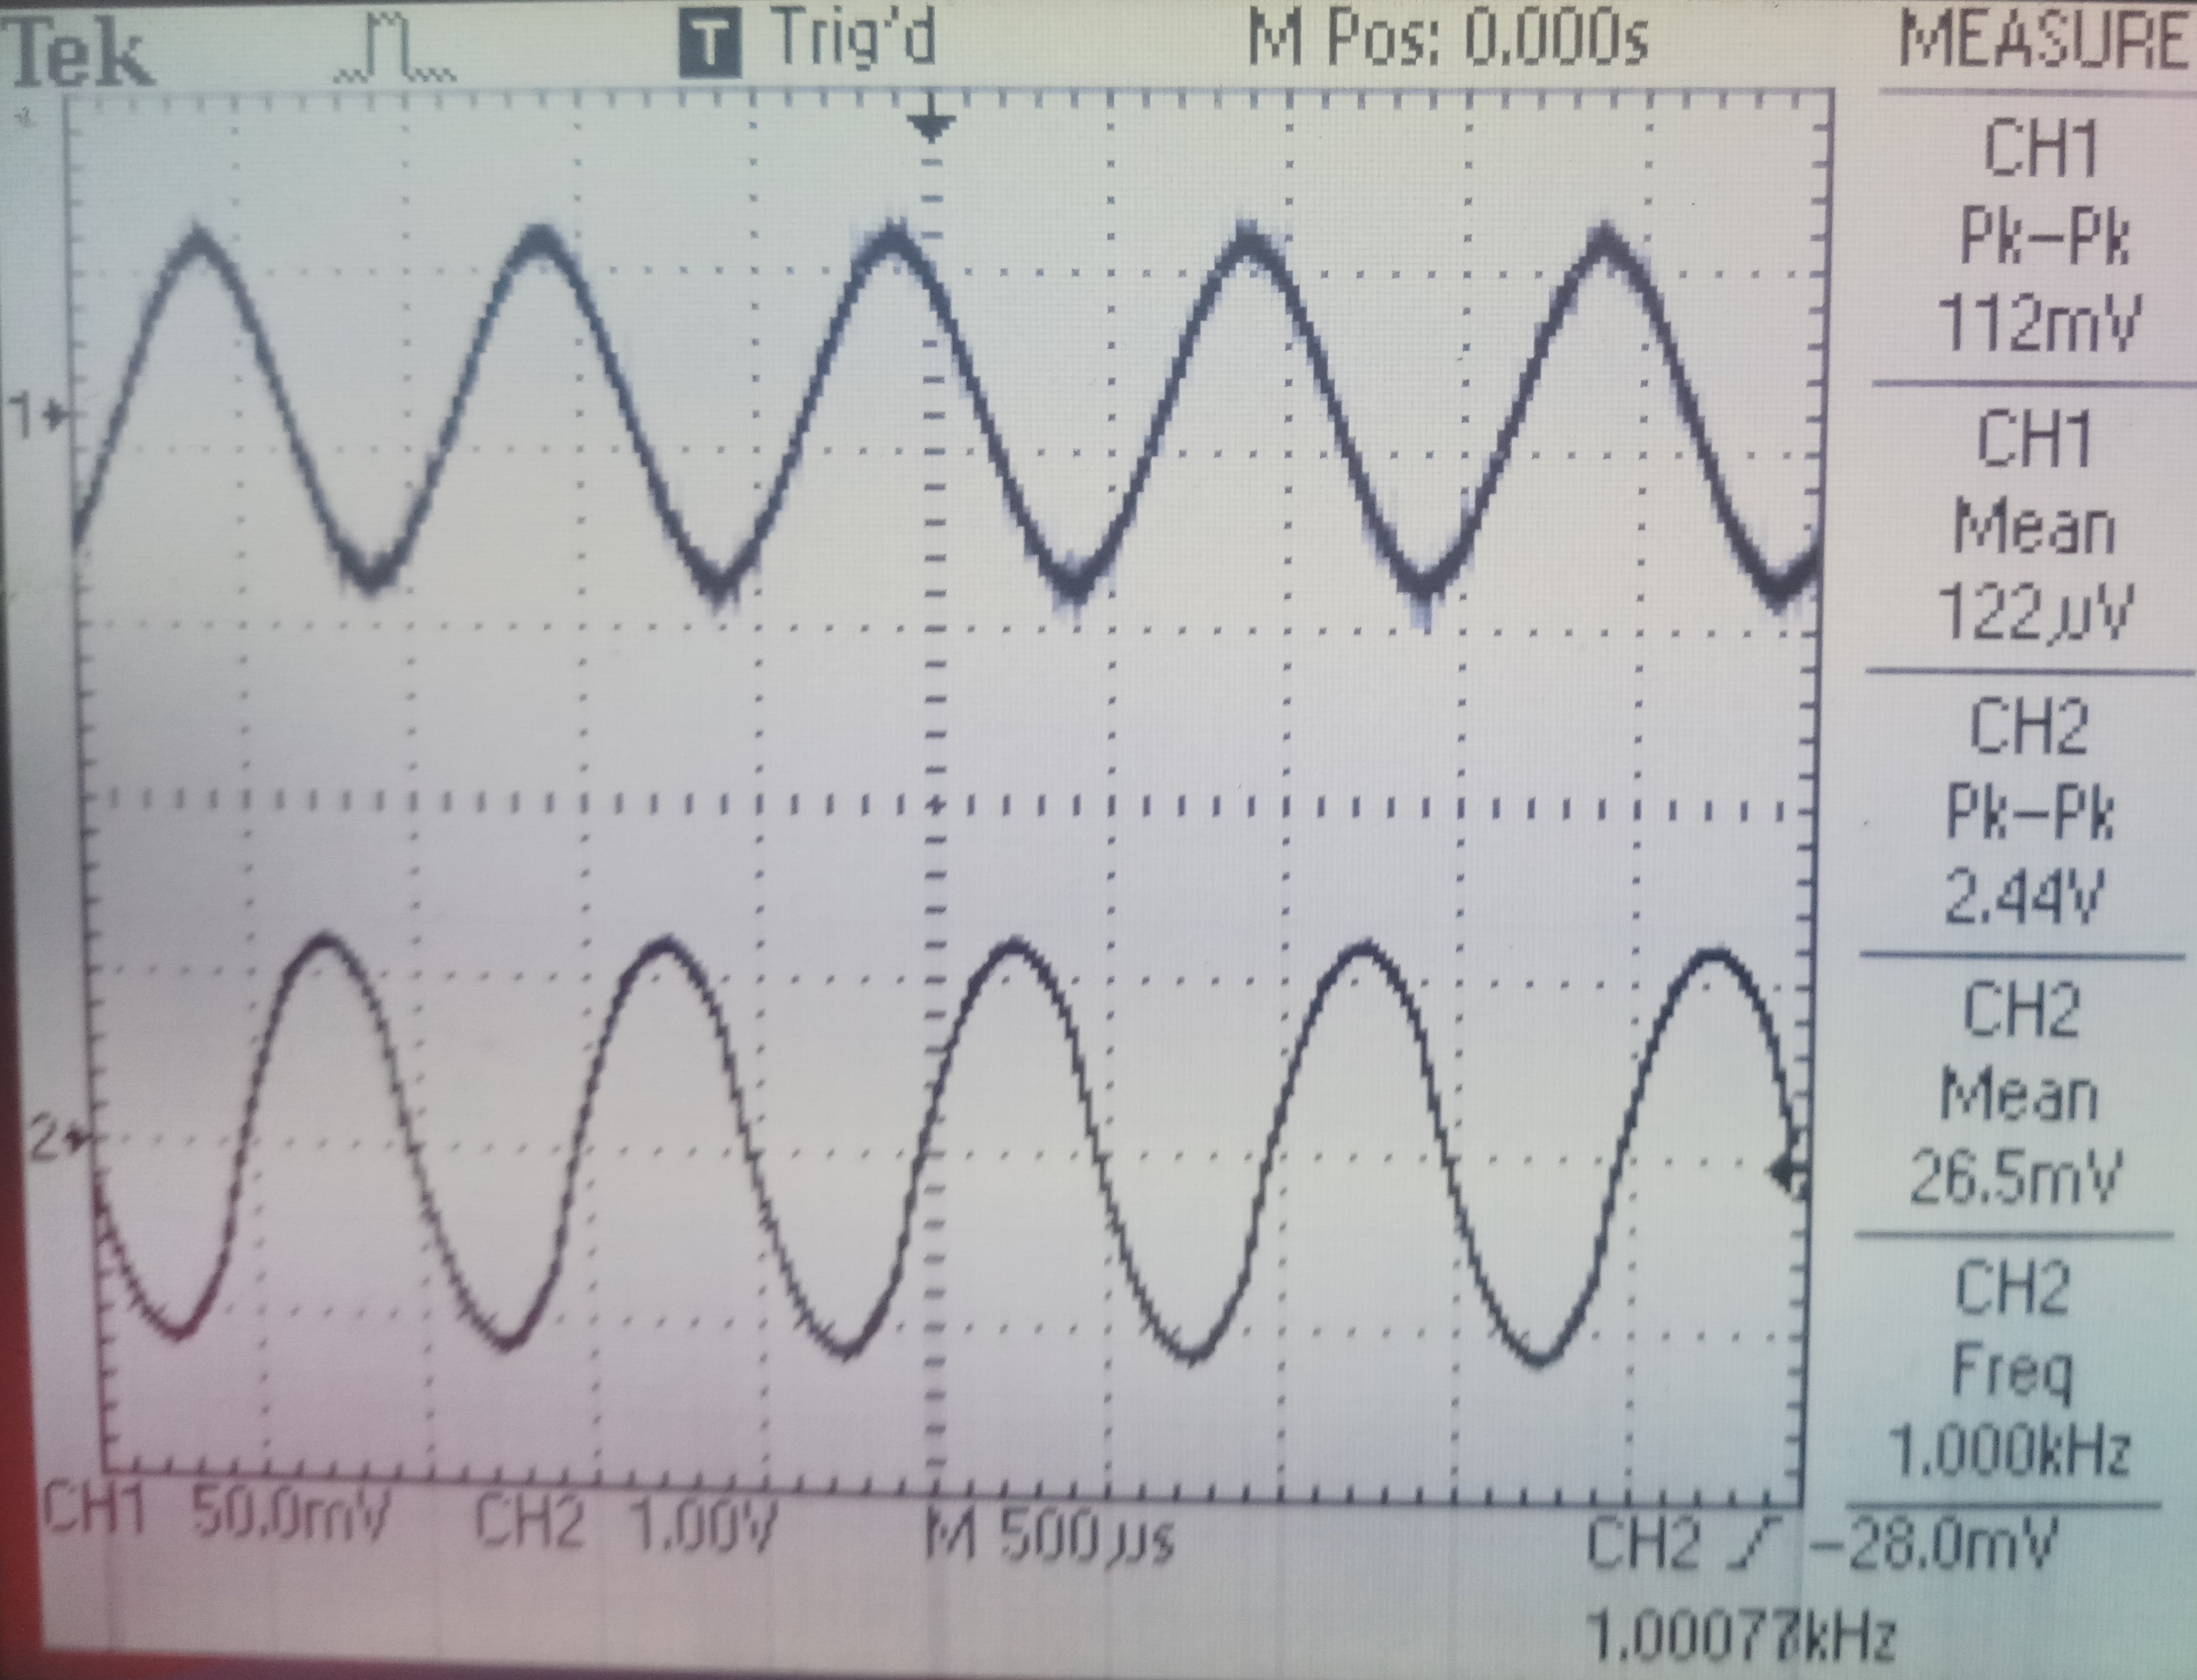 Tek T Trig'd M Pos: 0.000s MEASURE
CH1
Pk-Pk
112mV
1
CH1
Mean
122µV
CH2
Pk-Pk
2.44V
2
CH2
Mean
26.5mV
CH2
Freq
1.000kHz
CH1 50.0mV CH2 1.00V M 500µs CH2 -28.0mV